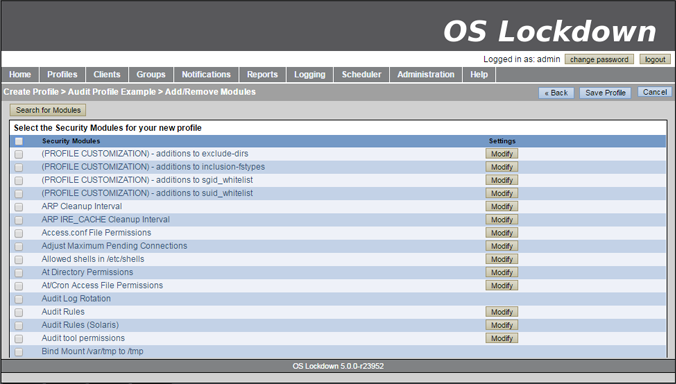 OS Lockdown
Logged in as: admin change password logout
Home Profiles Clients Groups Notifications Reports Logging Scheduler Administration Help
Create Profile > Audit Profile Example > Add/Remove Modules « Back Save Profile Cancel
Search for Modules
Select the Security Modules for your new profile
Security Modules Settings
(PROFILE CUSTOMIZATION) - additions to exclude-dirs Modify
(PROFILE CUSTOMIZATION) - additions to inclusion-fstypes Modify
(PROFILE CUSTOMIZATION) - additions to sgid_whitelist Modify
(PROFILE CUSTOMIZATION) - additions to suid_whitelist Modify
ARP Cleanup Interval Modify
ARP IRE_CACHE Cleanup Interval Modify
Access.conf File Permissions Modify
Adjust Maximum Pending Connections Modify
Allowed shells in /etc/shells Modify
At Directory Permissions Modify
At/Cron Access File Permissions Modify
Audit Log Rotation
Audit Rules Modify
Audit Rules (Solaris) Modify
Audit tool permissions Modify
Bind Mount /var/tmp to /tmp
OS Lockdown 5.0.0-r23952